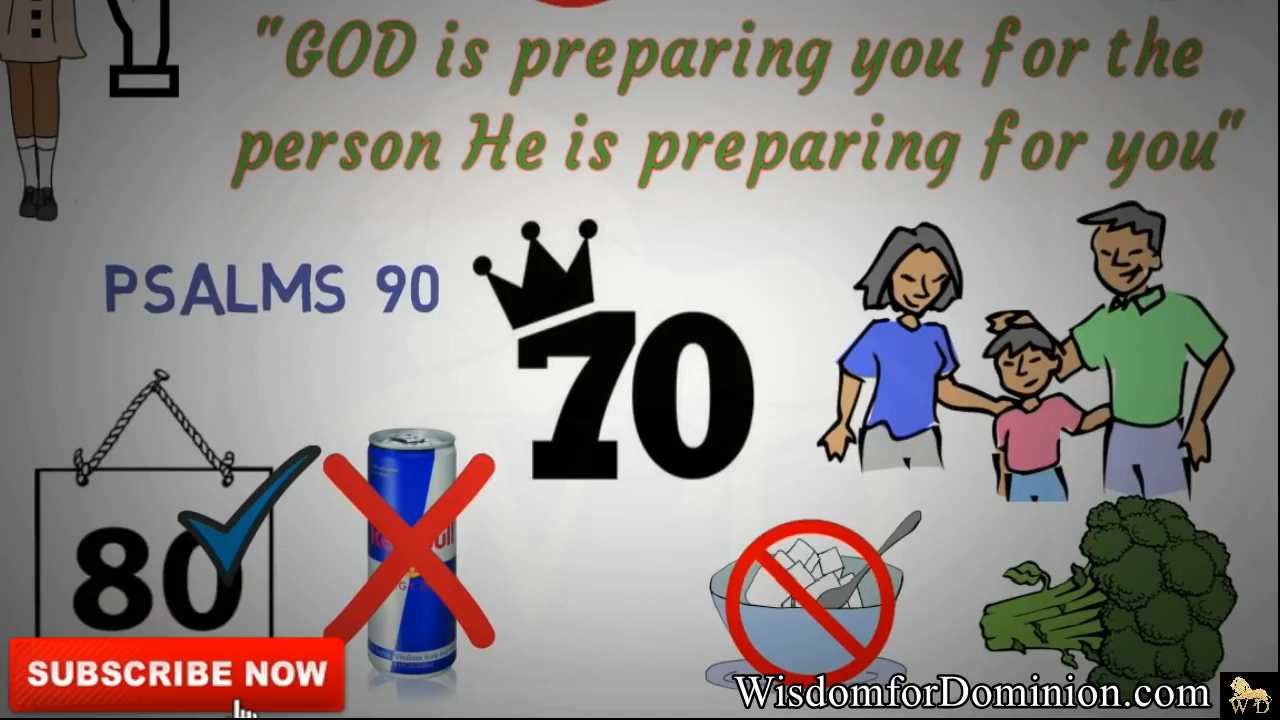 "GOD is preparing you for the
person He is preparing for you"
PSALMS 90
70
80
SUBSCRIBE NOW
WisdomforDominion.com
WD